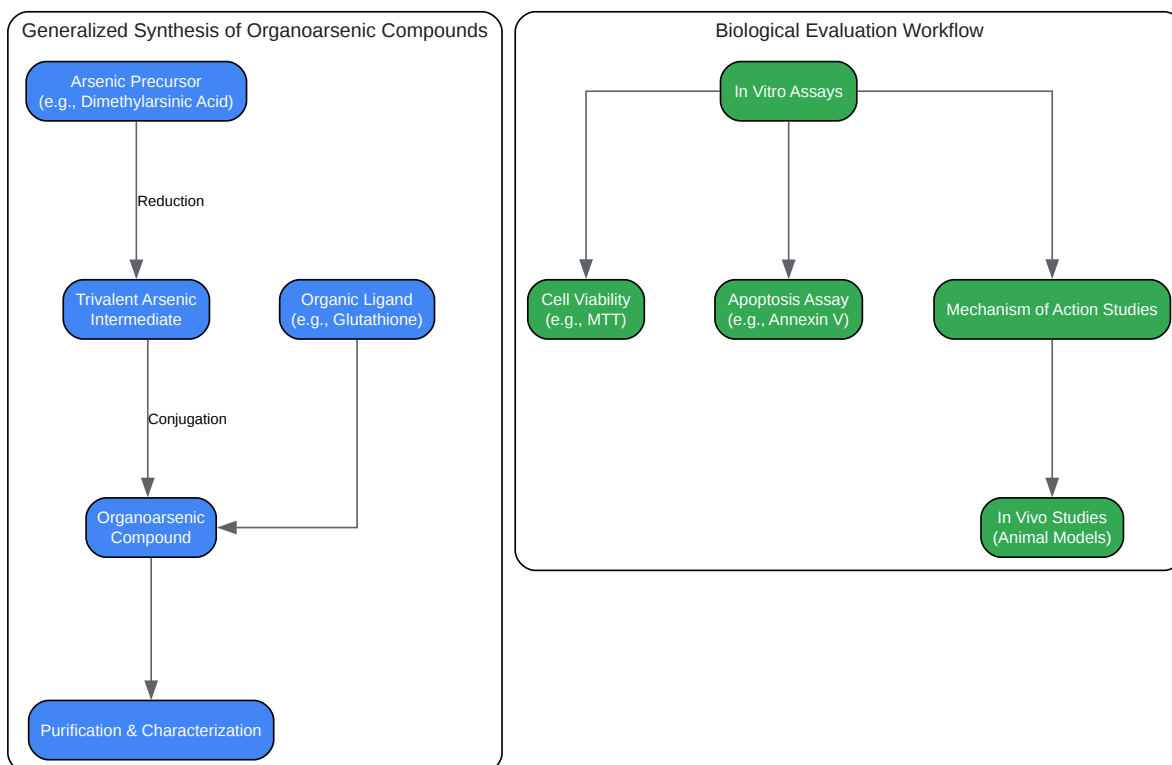 Generalized Synthesis of Organoarsenic Compounds
Arsenic Precursor
(e.g., Dimethylarsinic Acid)
Reduction
Trivalent Arsenic
Intermediate
Organic Ligand
(e.g., Glutathione)
Conjugation
Organoarsenic
Compound
Purification & Characterization
Biological Evaluation Workflow
In Vitro Assays
Cell Viability
(e.g., MTT)
Apoptosis Assay
(e.g., Annexin V)
Mechanism of Action Studies
In Vivo Studies
(Animal Models)